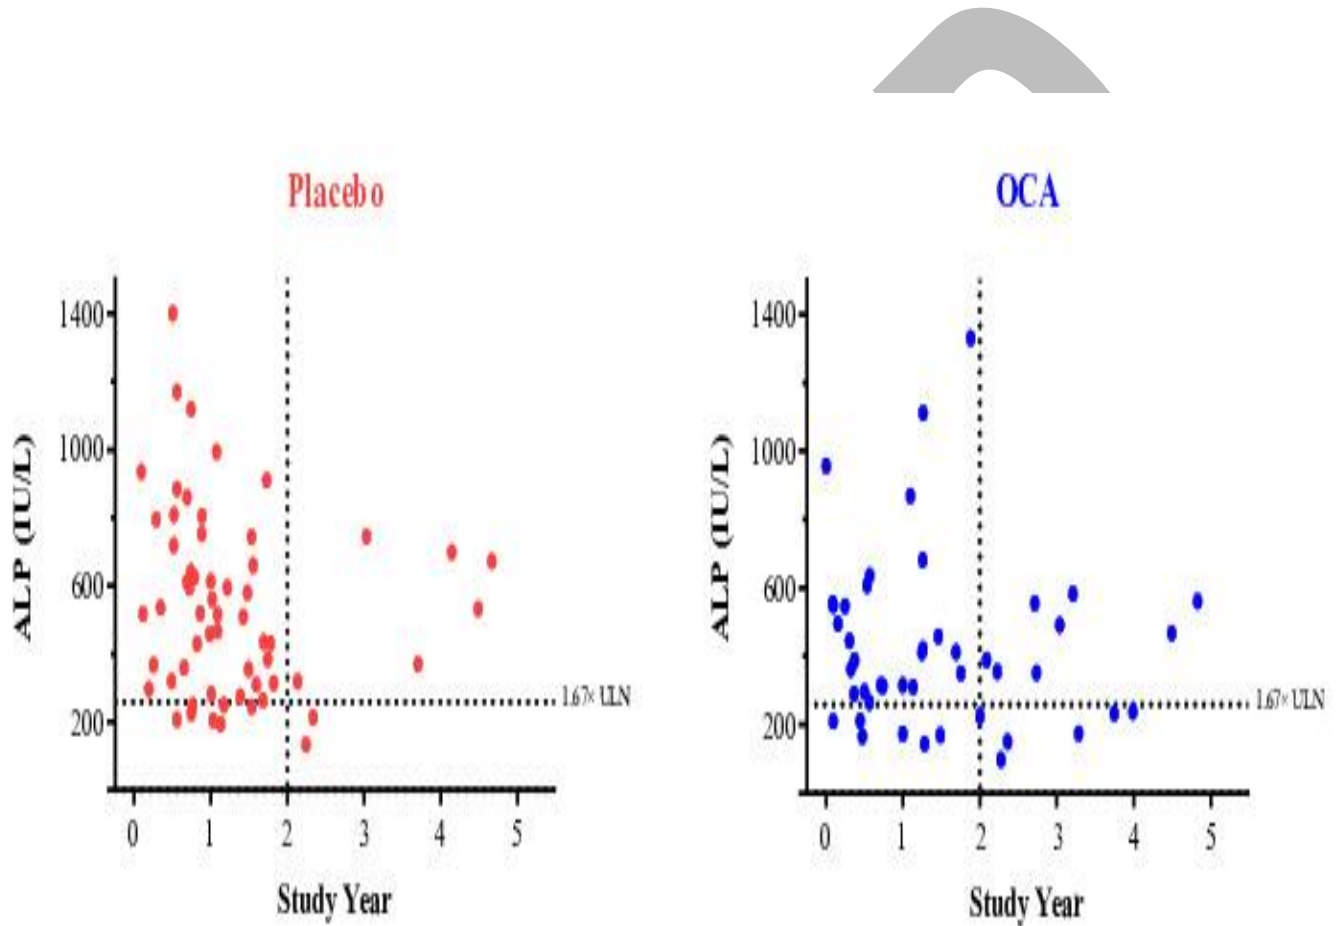 Placebo
1400
1000
600
200
ALP (IU/L)
1.67× ULN
0 1 2 3 4 5
Study Year
OCA
1400
1000
600
200
ALP (IU/L)
1.67× ULN
0 1 2 3 4 5
Study Year